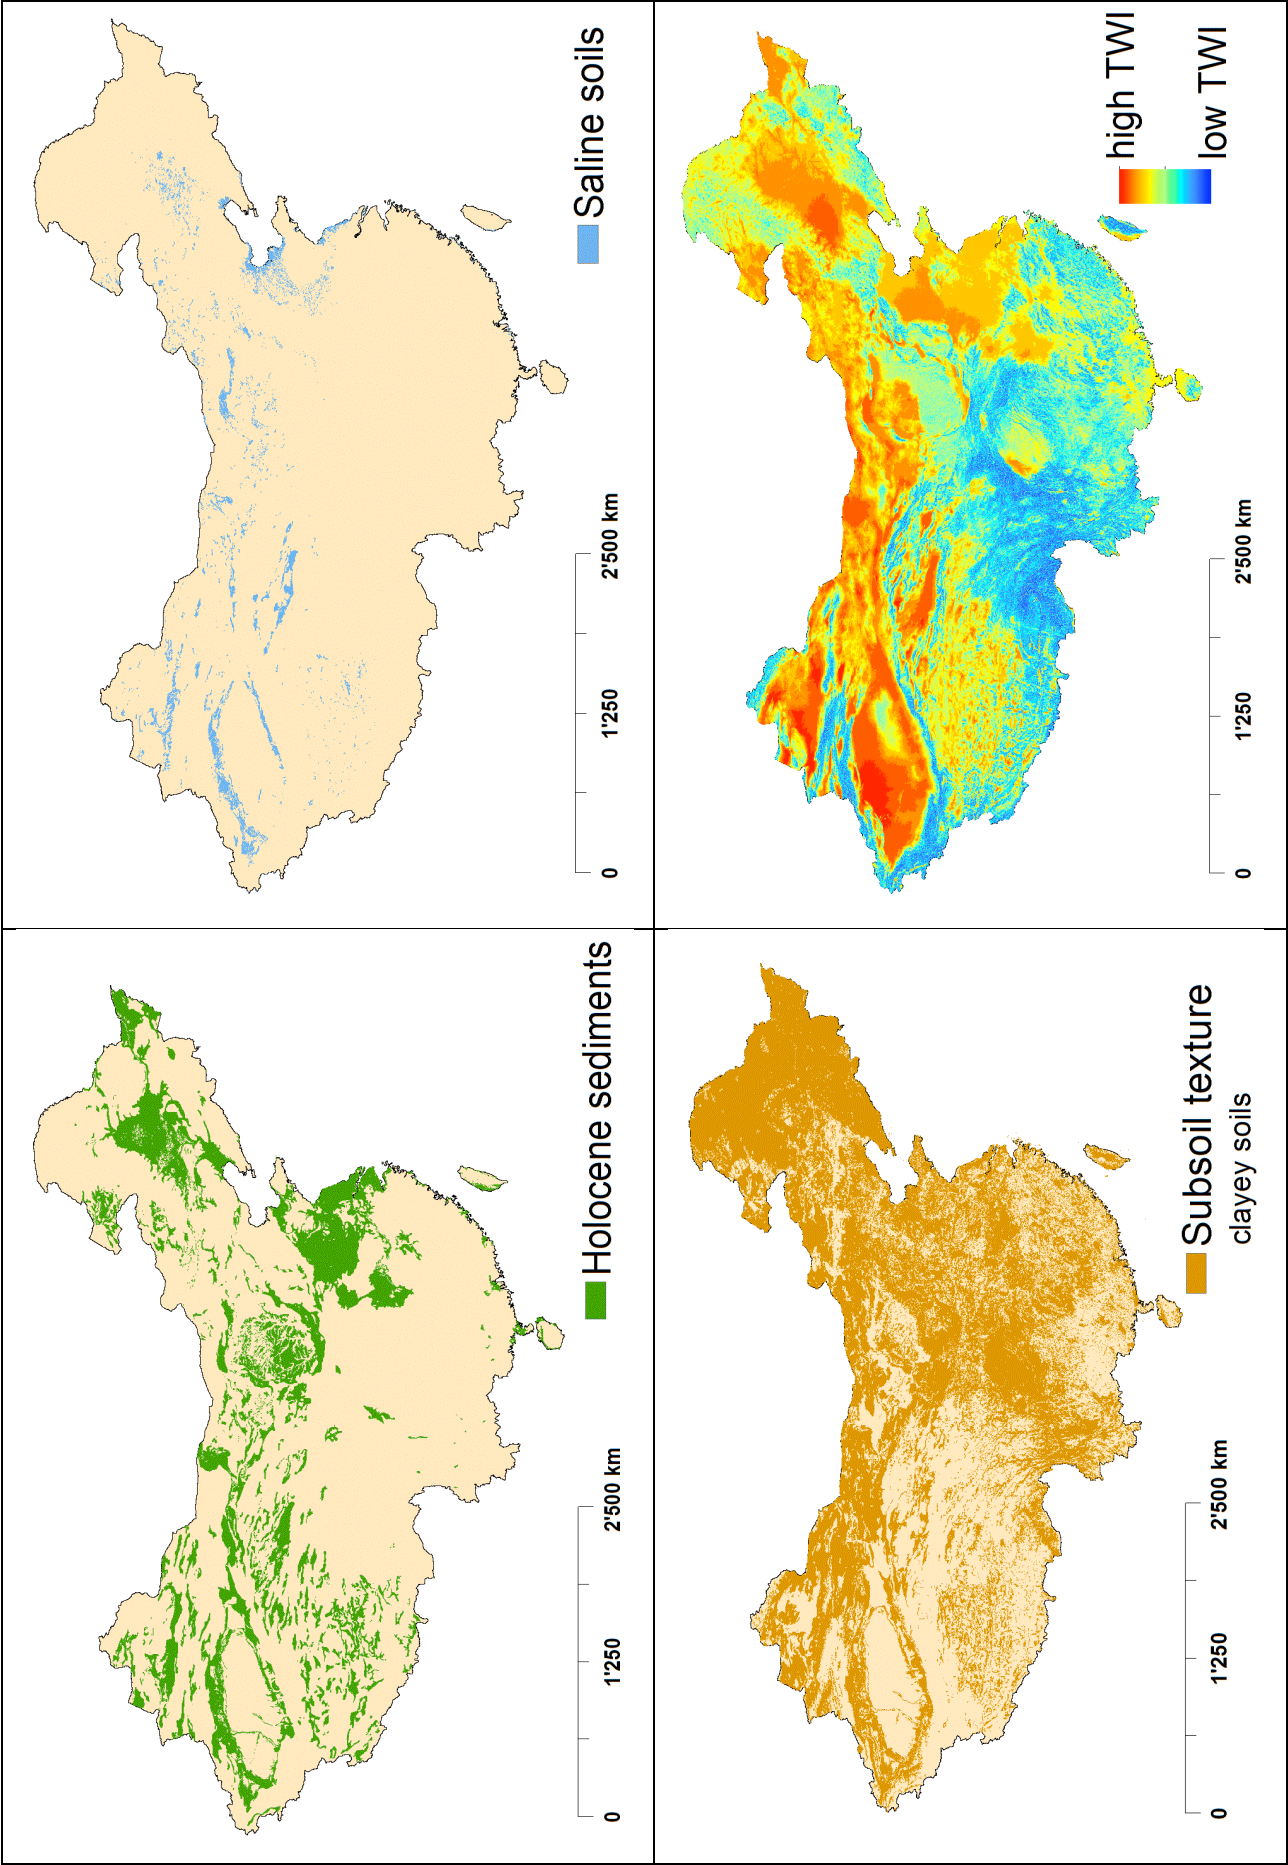 Holocene sediments
0
1'250
2'500 km
Saline soils
0
1'250
2'500 km
Subsoil texture
clayey soils
0
1'250
2'500 km
high TWI
low TWI
0
1'250
2'500 km